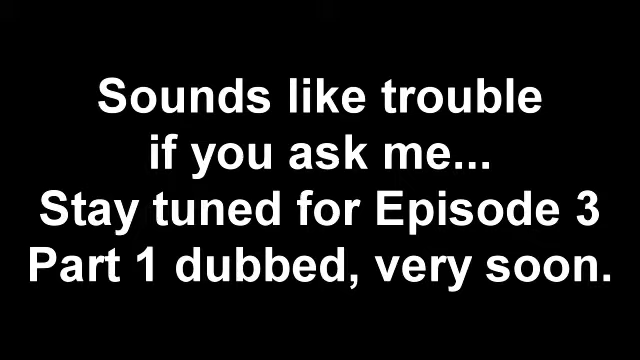 Sounds like trouble
if you ask me...
Stay tuned for Episode 3
Part 1 dubbed, very soon.